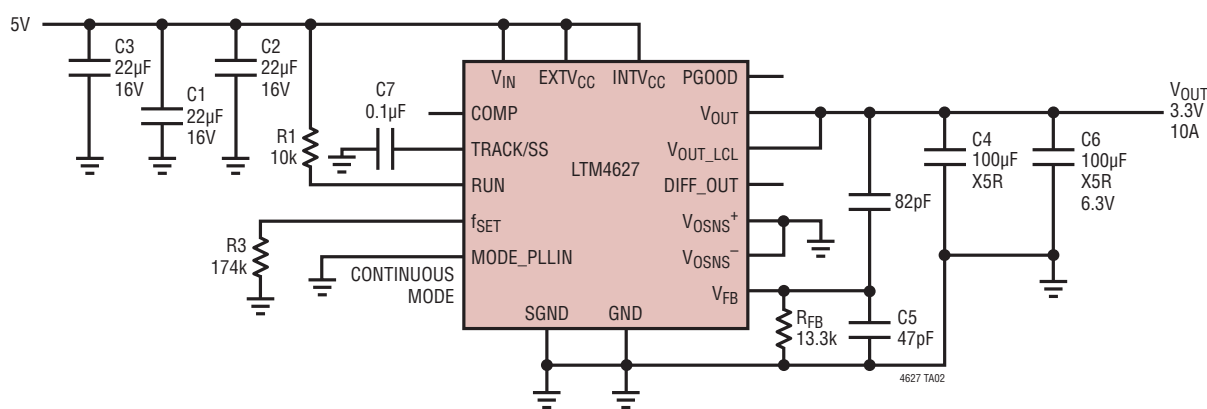 5V
C3
22µF
16V
C1
22µF
16V
C2
22µF
16V
R1
10k
C7
0.1µF
R3
174k
CONTINUOUS
MODE
VIN
EXTVCC
INTVCC
PGOOD
COMP
TRACK/SS
RUN
fSET
MODE_PLLIN
SGND
GND
LTM4627
VOUT
VOUT_LCL
DIFF_OUT
VOSNS+
VOSNS–
VFB
82pF
RFB
13.3k
C5
47pF
C4
100µF
X5R
C6
100µF
X5R
6.3V
VOUT
3.3V
10A
4627 TA02